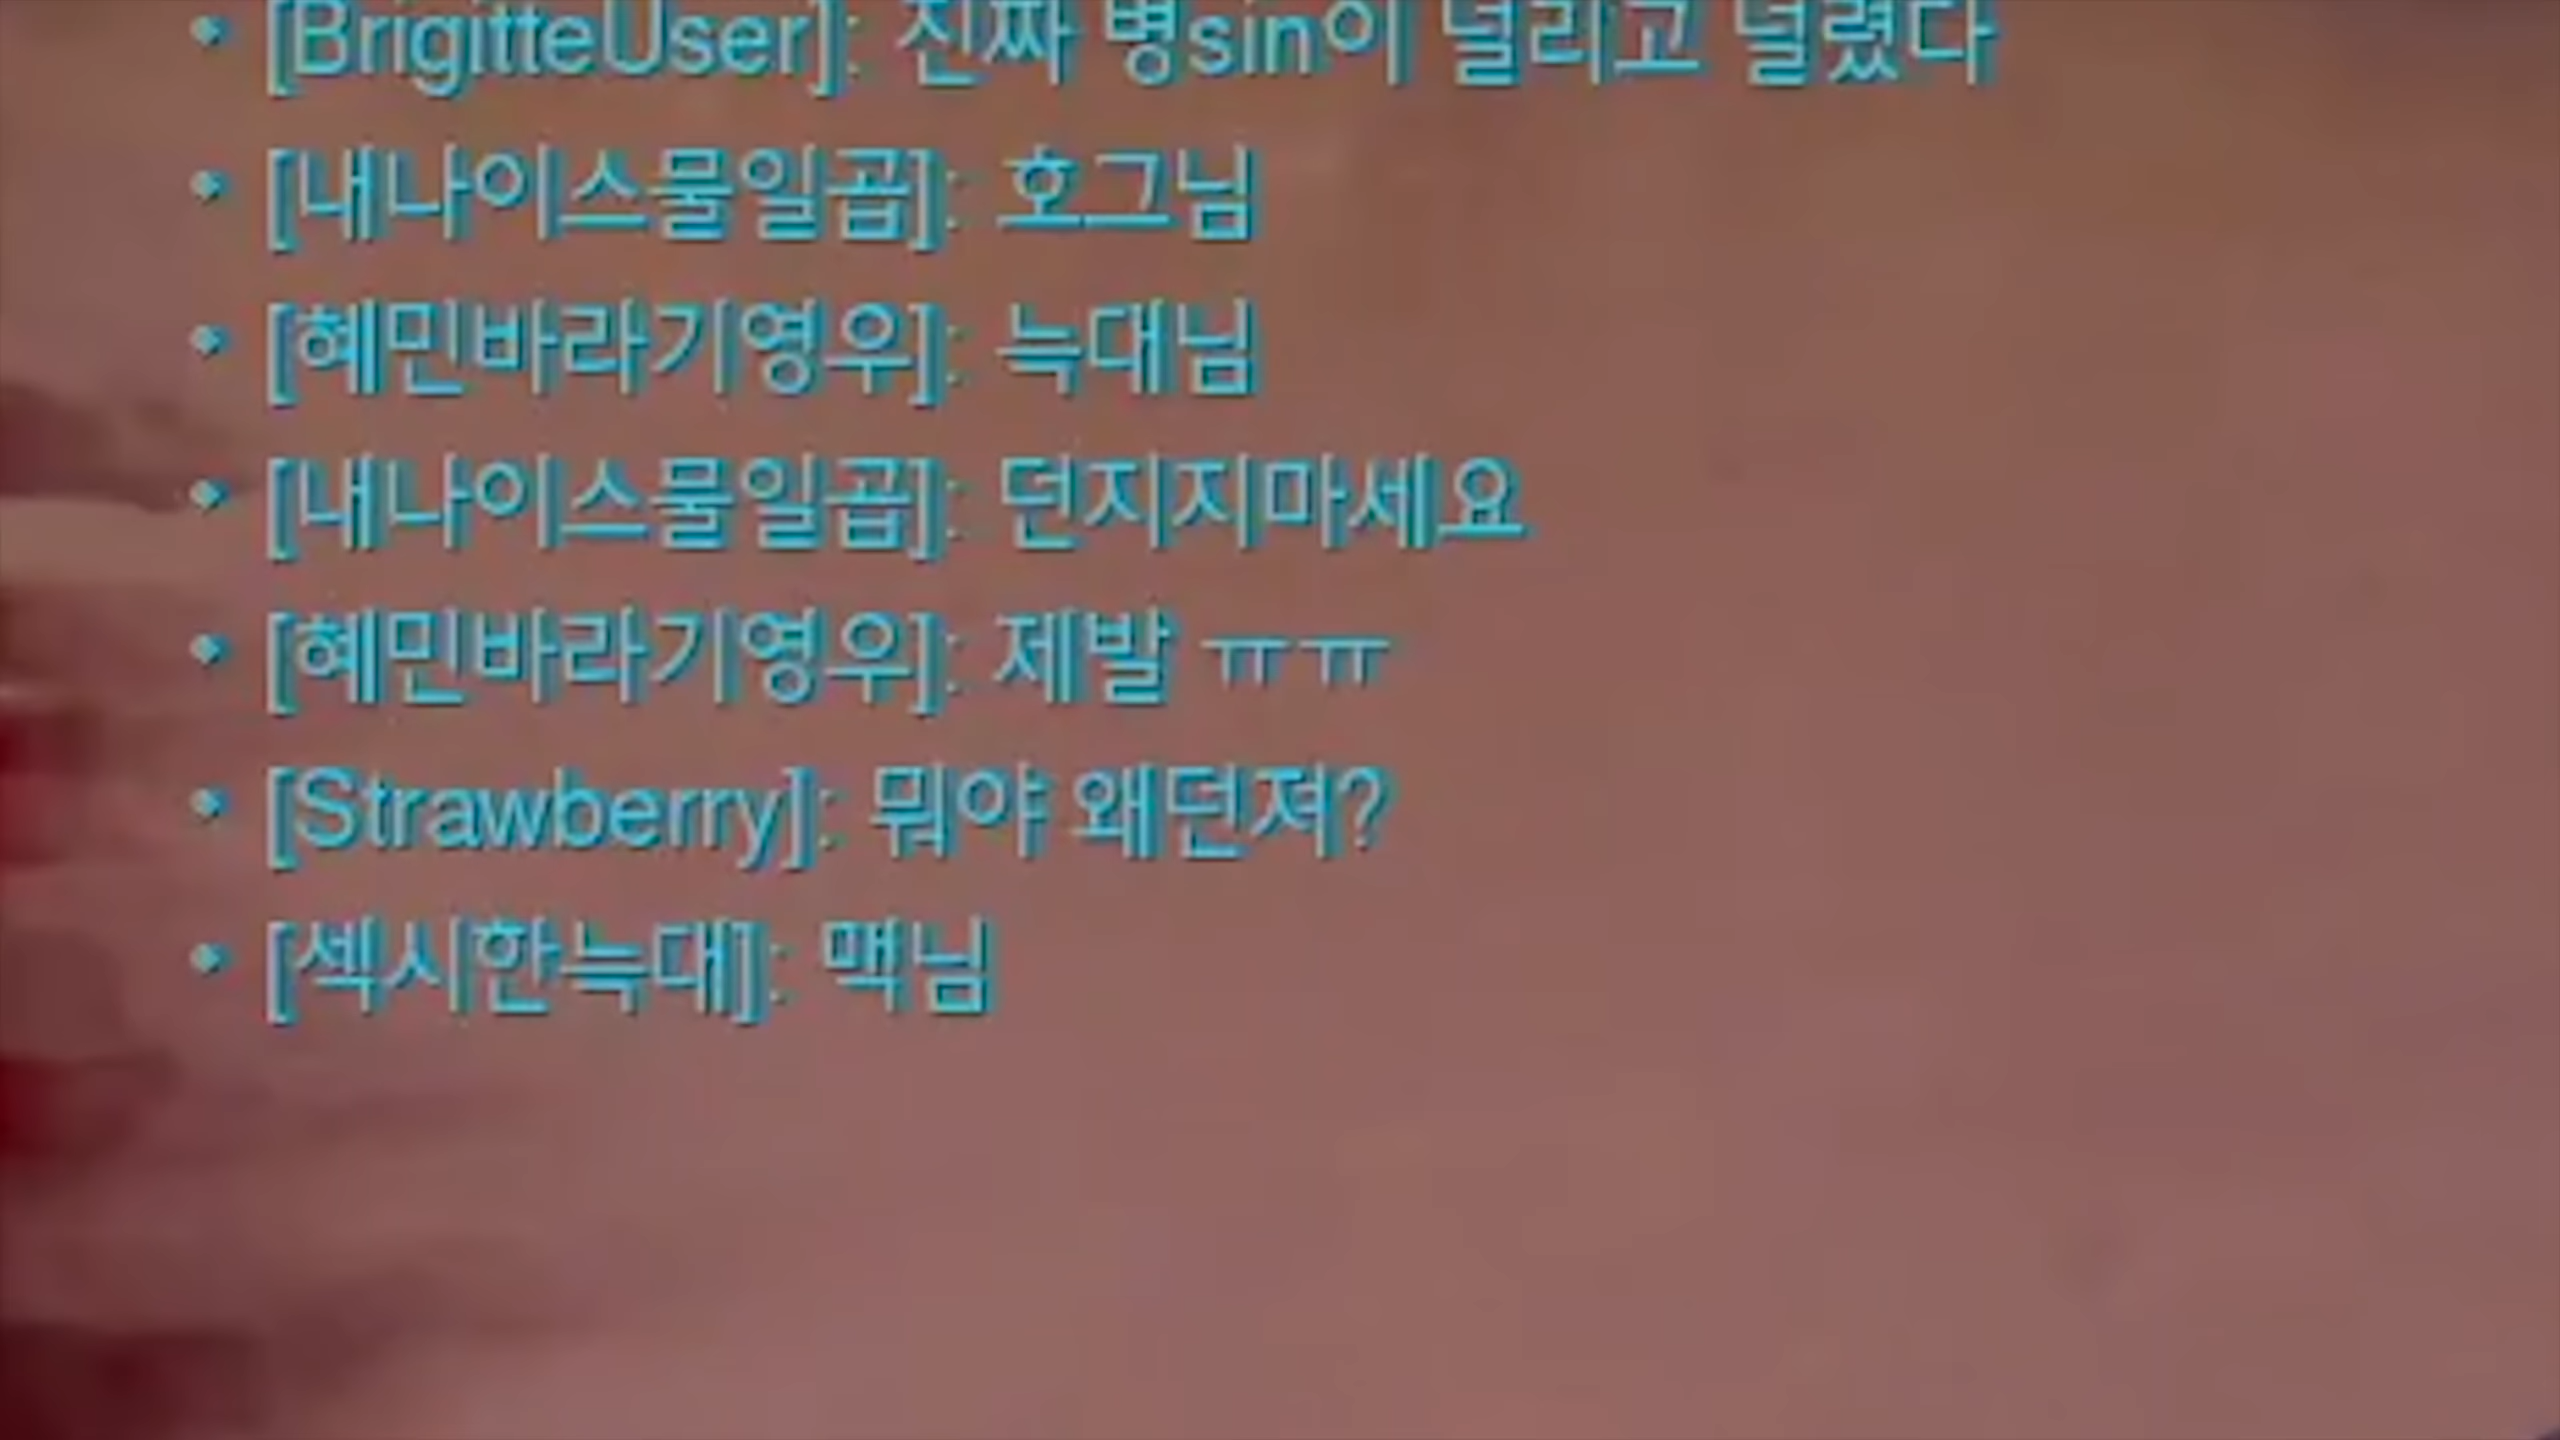 • [BrigitteUser]: 진짜 병sin이 널리고 널렸다
• [내나이스물일곱]: 호그님
• [혜민바라기영우]: 늑대님
• [내나이스물일곱]: 던지지마세요
• [혜민바라기영우]: 제발 ㅠㅠ
• [Strawberry]: 뭐야 왜던져?
• [섹시한늑대]: 맥님